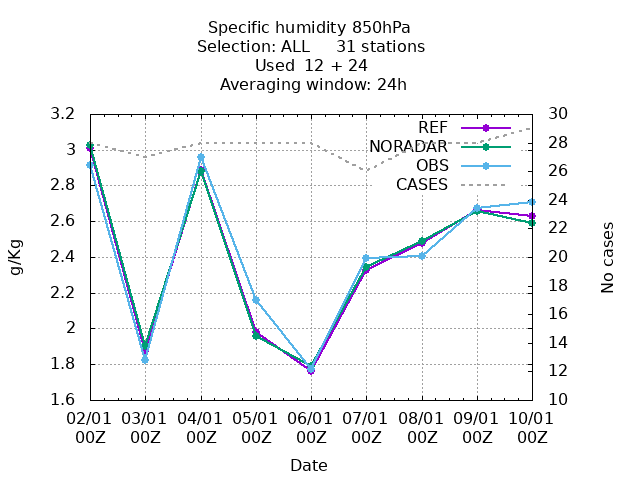 Specific humidity 850hPa
Selection: ALL     31 stations
Used  12 + 24
Averaging window: 24h
3.2
3
2.8
2.6
2.4
2.2
2
1.8
1.6
g/Kg
30
28
26
24
22
20
18
16
14
12
10
No cases
REF
NORADAR
OBS
CASES
02/01 03/01 04/01 05/01 06/01 07/01 08/01 09/01 10/01
00Z 00Z 00Z 00Z 00Z 00Z 00Z 00Z 00Z
Date